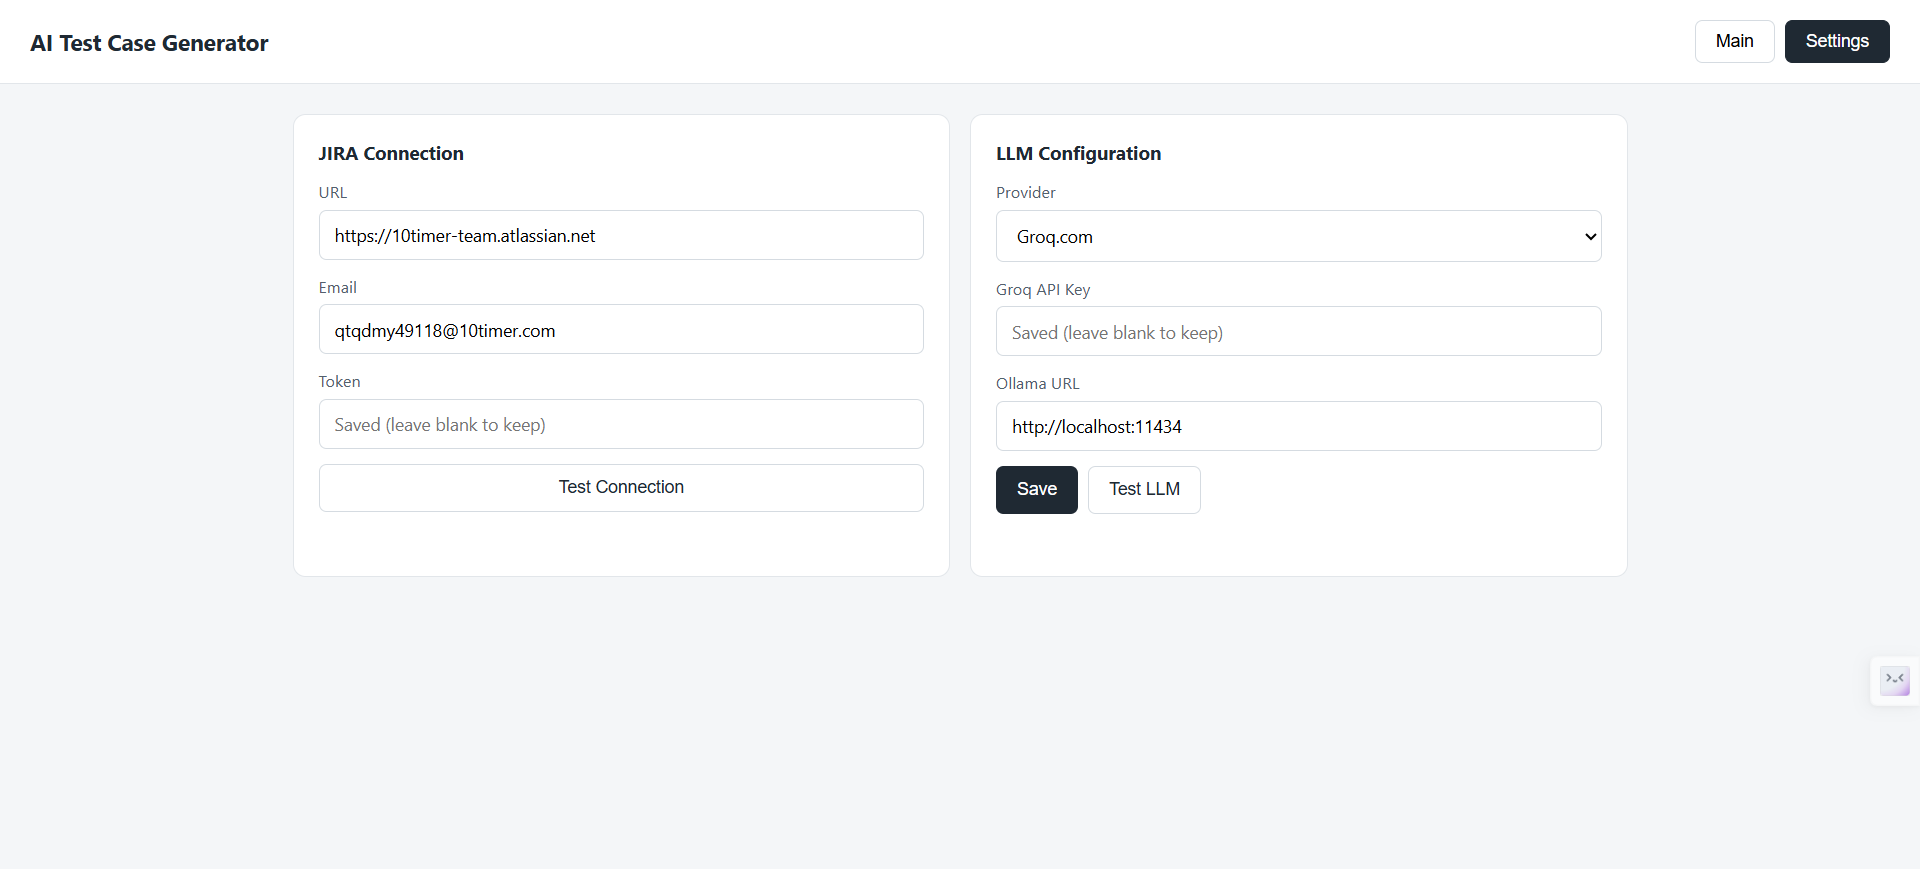 AI Test Case Generator
Main
Settings
JIRA Connection
URL
https://10timer-team.atlassian.net
Email
qtqdmy49118@10timer.com
Token
Saved (leave blank to keep)
Test Connection
LLM Configuration
Provider
Groq.com
Groq API Key
Saved (leave blank to keep)
Ollama URL
http://localhost:11434
Save
Test LLM